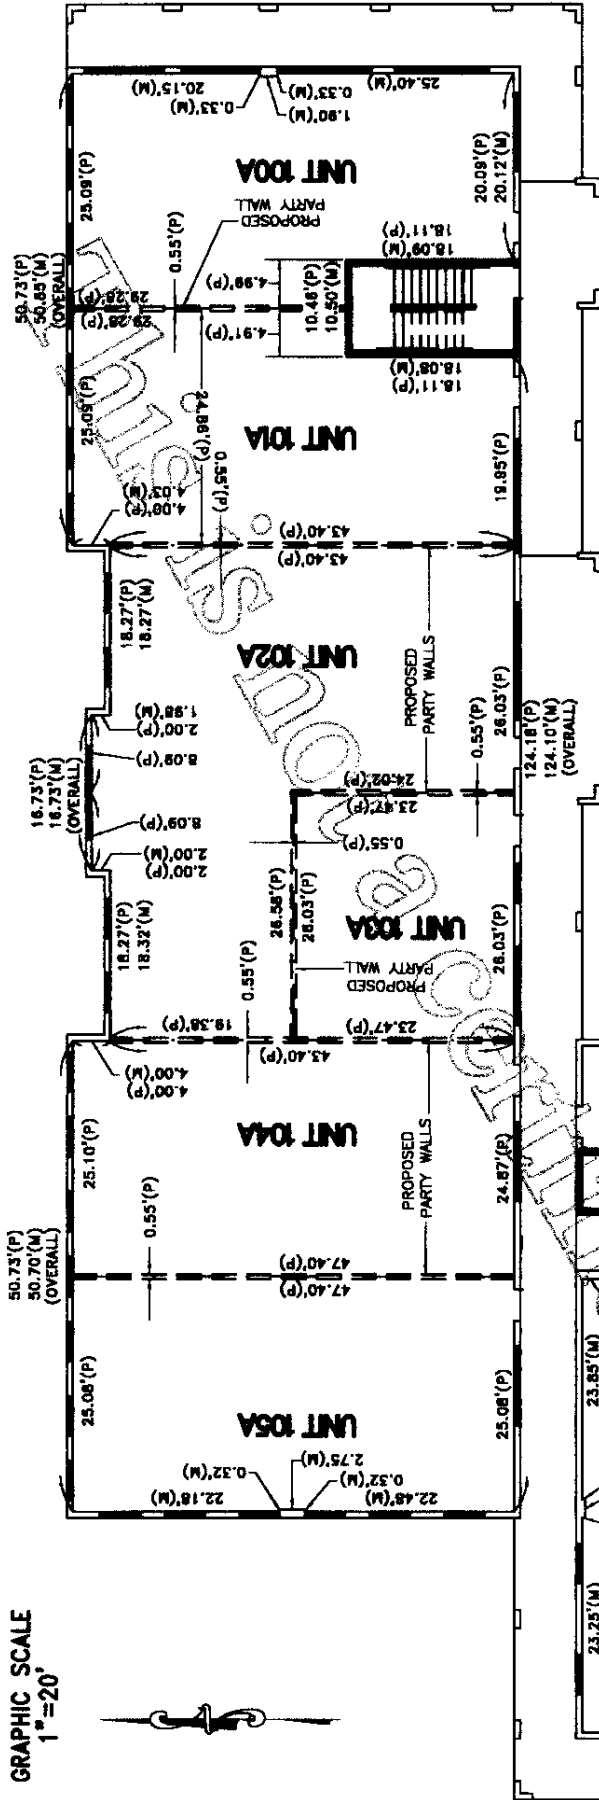 25.40'(M)
0.33'(M)
1.90'(M)
0.33'(M)
20.15'(M)
25.09'(P)
UNIT 100A
PROPOSED
PARTY WALL
0.55'(P)
20.09'(P)
20.12'(M)
18.11'(P)
18.09'(M)
4.99'(P)
10.46'(P)
10.50'(M)
50.73'(P)
50.85'(M)
(OVERALL)
29.28'(P)
29.28'(P)
4.91'(P)
18.08'(M)
18.11'(P)
25.09'(P)
24.86'(P)
UNIT 101A
0.55'(P)
19.95'(P)
4.03'(M)
4.00'(P)
43.40'(P)
43.40'(P)
18.27'(P)
18.27'(M)
UNIT 102A
PROPOSED
PARTY WALLS
1.98'(M)
2.00'(P)
8.09'(P)
26.03'(P)
124.18'(P)
124.10'(M)
(OVERALL)
0.55'(P)
16.73'(P)
16.73'(M)
(OVERALL)
24.02'(P)
23.47'(P)
8.09'(P)
0.55'(P)
2.00'(M)
2.00'(P)
26.58'(P)
26.03'(P)
18.27'(P)
18.32'(M)
UNIT 103A
PROPOSED
PARTY WALL
26.03'(P)
0.55'(P)
19.38'(P)
23.47'(P)
43.40'(P)
4.00'(M)
4.00'(P)
25.10'(P)
UNIT 104A
PROPOSED
PARTY WALLS
24.87'(P)
0.55'(P)
50.73'(P)
50.70'(M)
(OVERALL)
47.40'(P)
47.40'(P)
25.08'(P)
UNIT 105A
25.08'(P)
23.85'(M)
2.75'(M)
0.32'(M)
0.32'(M)
22.18'(M)
22.48'(M)
23.25'(M)
GRAPHIC SCALE
1"=20'
This is not a certifi